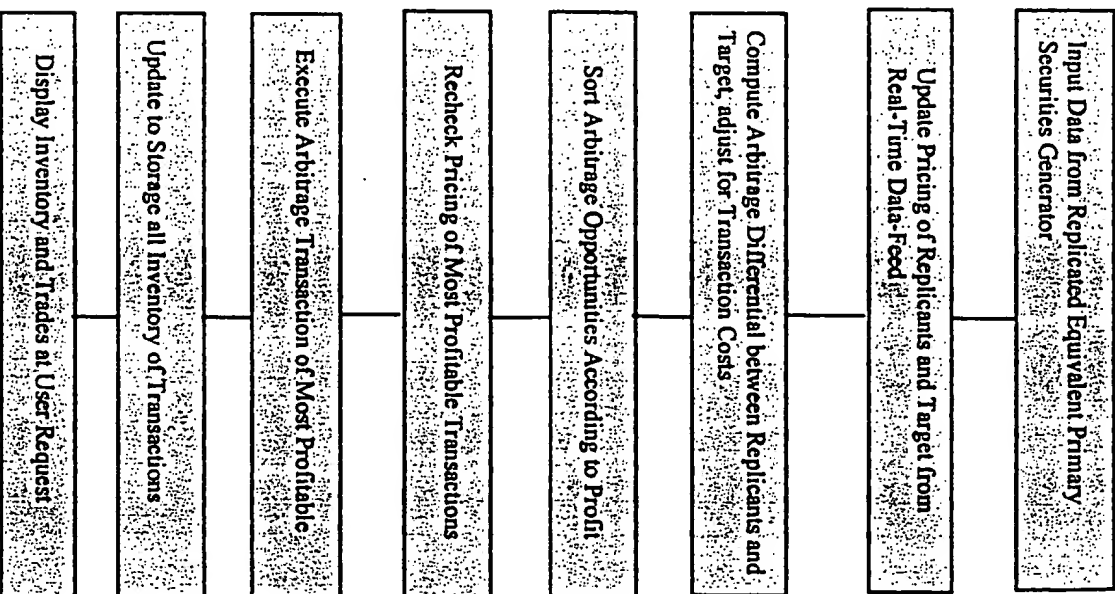 Input Data from Replicated Equivalent Primary
Securities Generator
Update Pricing of Replicants and Target from
Real-Time Data-Feed
Compute Arbitrage Differential between Replicants and
Target, adjust for Transaction Costs
Sort Arbitrage Opportunities According to Profit
Recheck Pricing of Most Profitable Transactions
Execute Arbitrage Transaction of Most Profitable
Update to Storage all Inventory of Transactions
Display Inventory and Trades at User Request